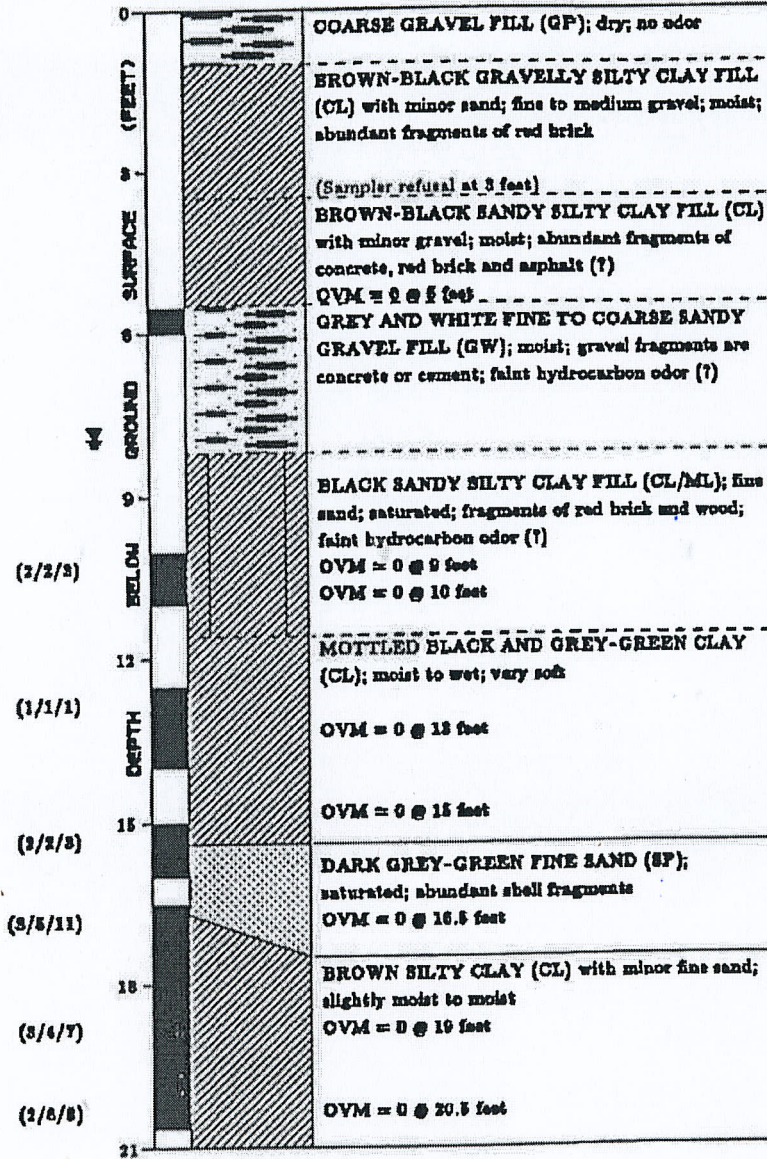 0
COARSE GRAVEL FILL (GP); dry; no odor
BROWN-BLACK GRAVELLY SILTY CLAY FILL
(CL) with minor sand; fine to medium gravel; moist;
abundant fragments of red brick
(Sampler refusal at 3 feet)
BROWN-BLACK SANDY SILTY CLAY FILL (CL)
with minor gravel; moist; abundant fragments of
concrete, red brick and asphalt (?)
OVM = 0 @ 5 feet
6
GREY AND WHITE FINE TO COARSE SANDY
GRAVEL FILL (GW); moist; gravel fragments are
concrete or cement; faint hydrocarbon odor (?)
9
BLACK SANDY SILTY CLAY FILL (CL/ML); fine
sand; saturated; fragments of red brick and wood;
faint hydrocarbon odor (?)
(2/2/3)
OVM = 0 @ 9 feet
OVM = 0 @ 10 feet
12
MOTTLED BLACK AND GREY-GREEN CLAY
(CL); moist to wet; very soft
(1/1/1)
OVM = 0 @ 13 feet
OVM = 0 @ 15 feet
15
DARK GREY-GREEN FINE SAND (SP);
saturated; abundant shell fragments
(3/5/11)
OVM = 0 @ 16.5 feet
18
BROWN SILTY CLAY (CL) with minor fine sand;
slightly moist to moist
OVM = 0 @ 19 feet
OVM = 0 @ 20.5 feet
21
DEPTH BELOW GROUND SURFACE (FEET)